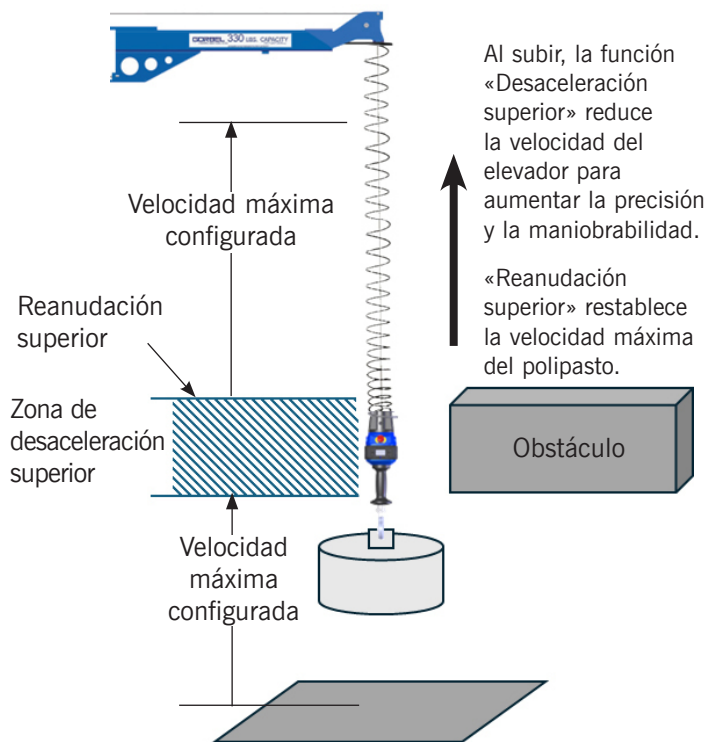 GORBEL 330 LBS. CAPACITY
Al subir, la función
«Desaceleración
superior» reduce
la velocidad del
elevador para
aumentar la precisión
y la maniobrabilidad.
«Reanudación
superior» restablece
la velocidad máxima
del polipasto.
Velocidad máxima
configurada
Reanudación
superior
Zona de
desaceleración
superior
Obstáculo
Velocidad
máxima
configurada